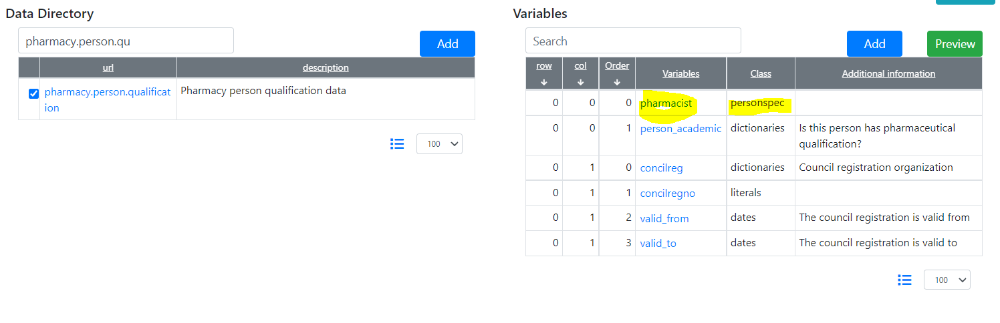 Data Directory
pharmacy.person.qu
Add
url description
pharmacy.person.qualificat
ion
Pharmacy person qualification data
100
Variables
Search
Add
Preview
row col Order Variables Class Additional information
0 0 0 pharmacist personspec
0 0 1 person_academic dictionaries Is this person has pharmaceutical
qualification?
0 1 0 concilreg dictionaries Council registration organization
0 1 1 concilregno literals
0 1 2 valid_from dates The council registration is valid from
0 1 3 valid_to dates The council registration is valid to
100